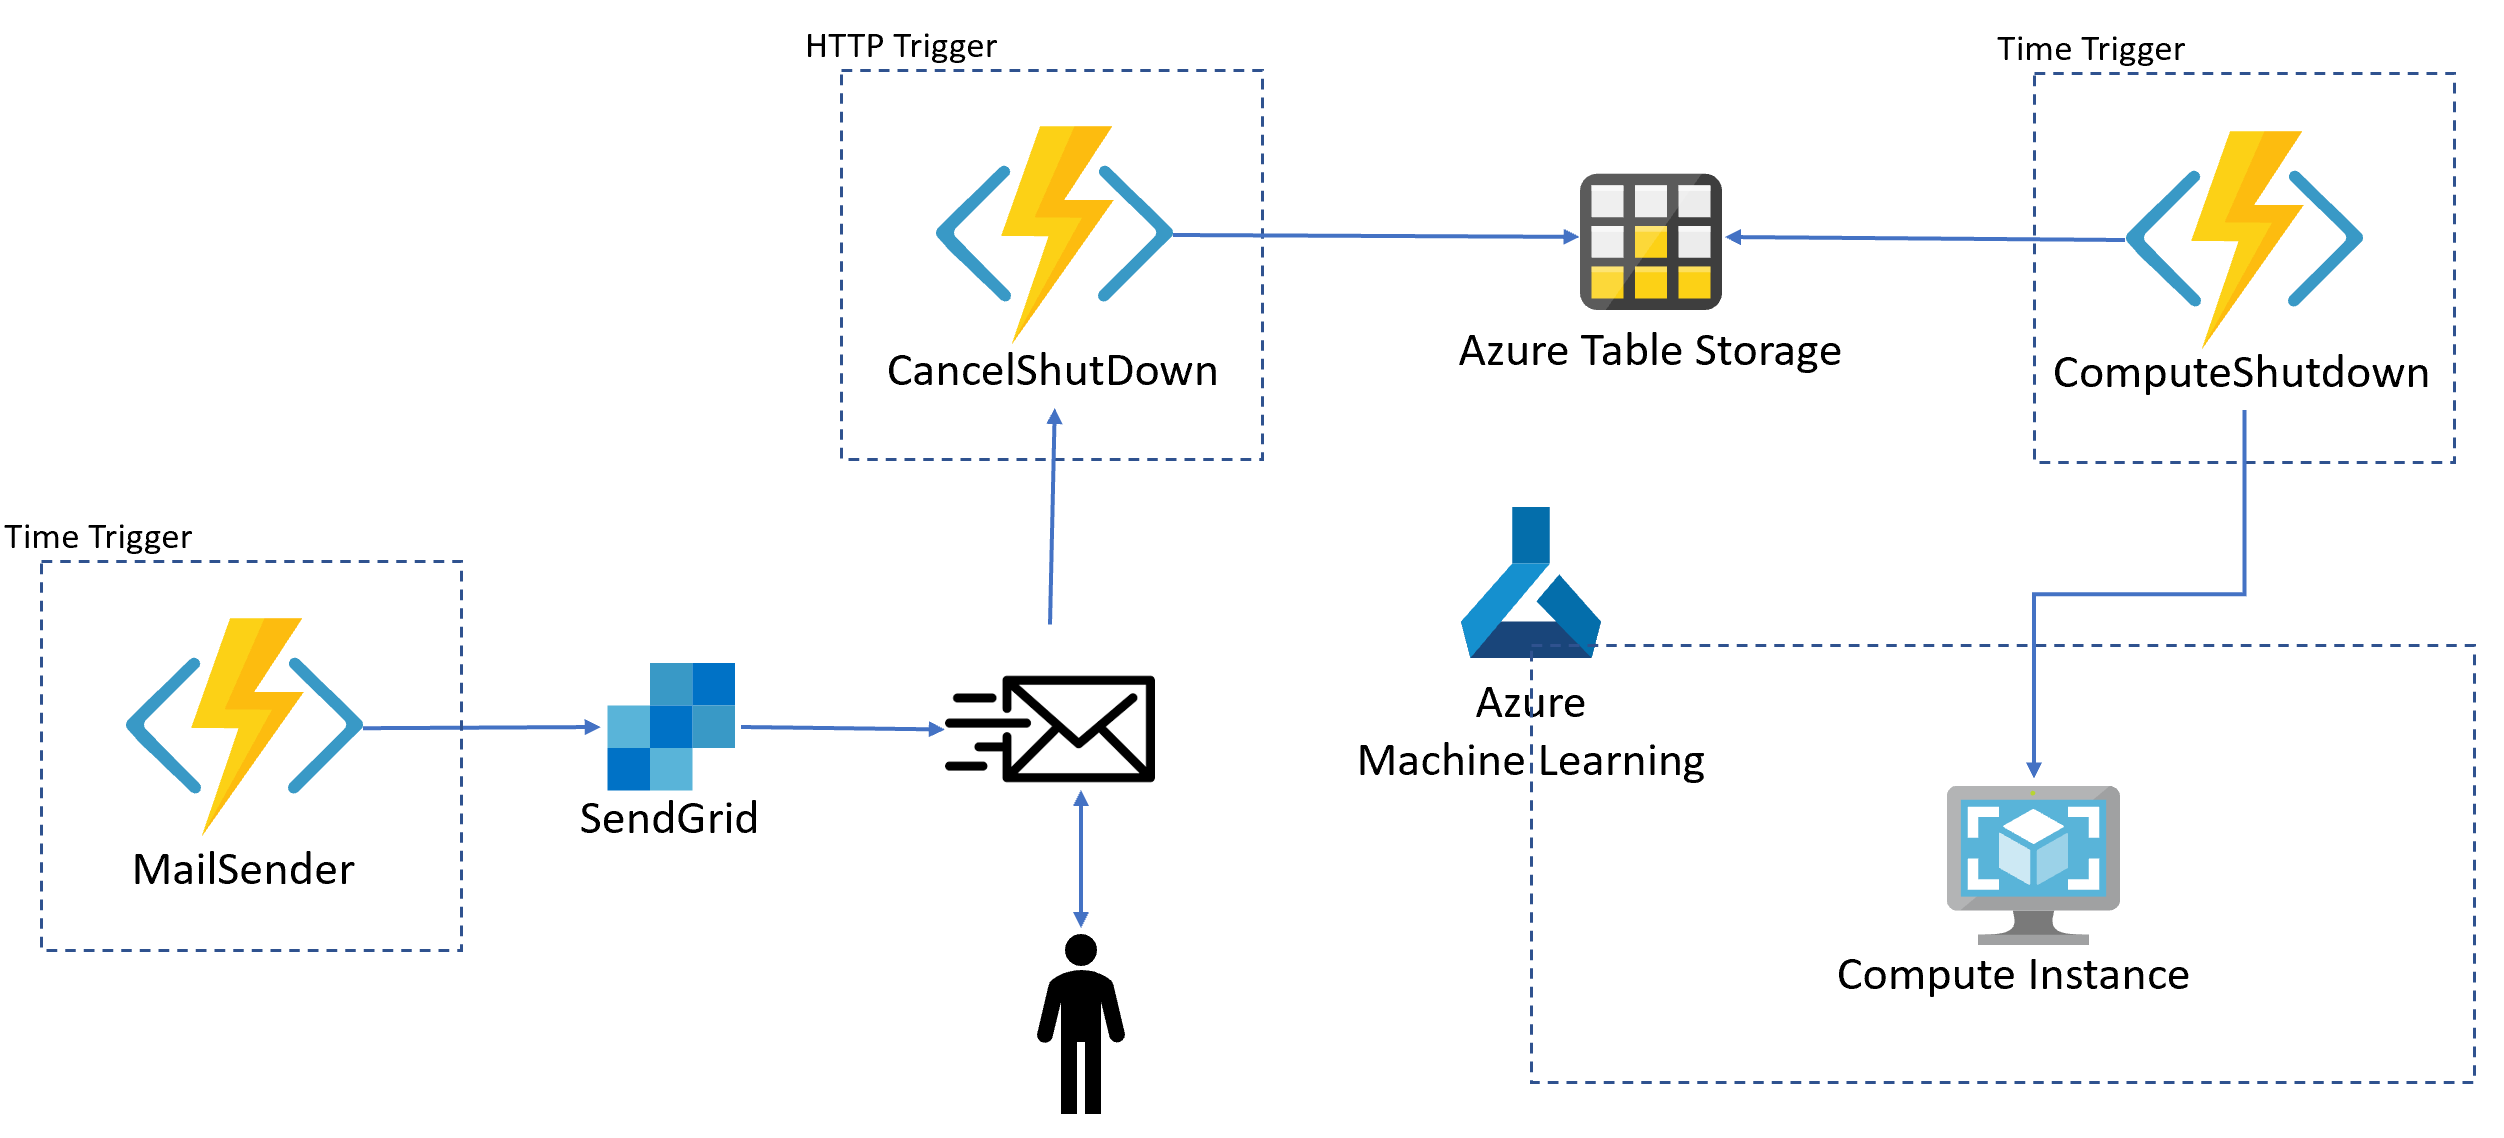 HTTP Trigger
Time Trigger
CancelShutDown
Azure Table Storage
ComputeShutdown
Time Trigger
MailSender
SendGrid
Azure
Machine Learning
Compute Instance